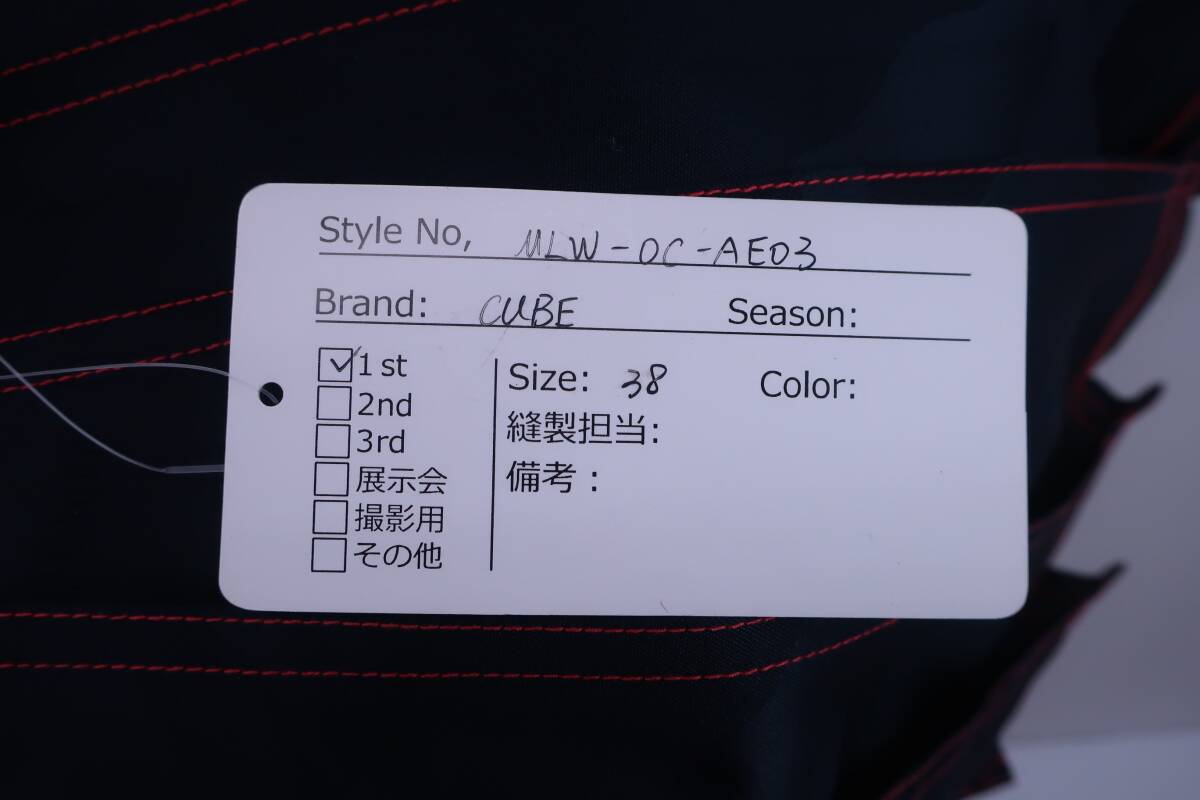 Style No, MLW-OC-AE03
Brand: CUBE Season:
1st
2nd
3rd
展示会
撮影用
その他
Size: 38 Color:
縫製担当:
備考: